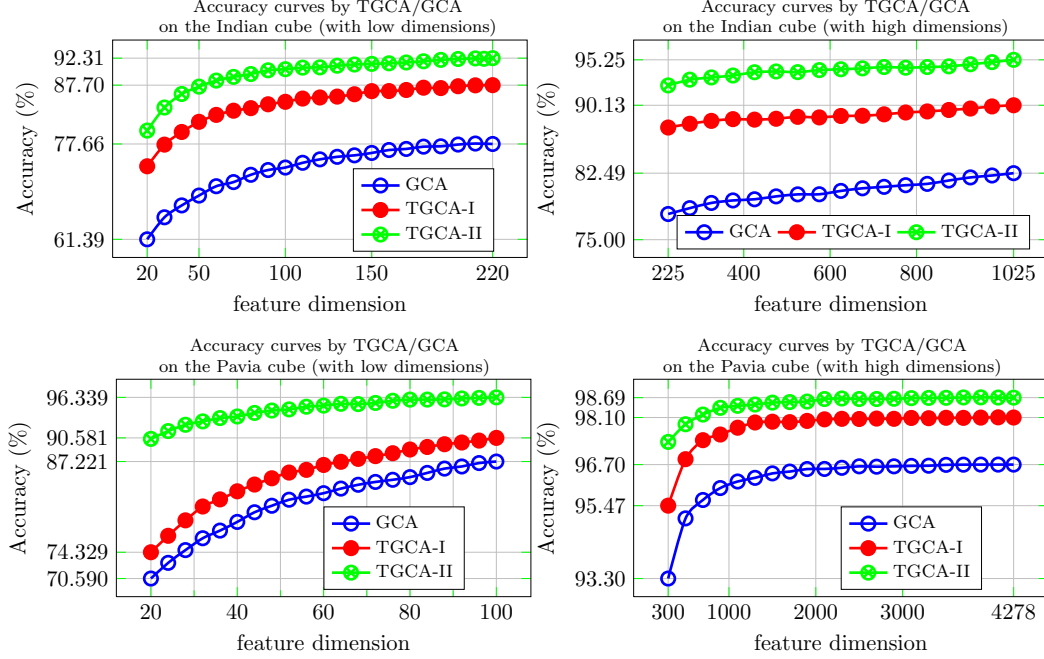 Accuracy curves by TGCA/GCA
on the Indian cube (with low dimensions)
92.31
87.70
77.66
61.39
Accuracy (%)
GCA
TGCA-I
TGCA-II
20 50 100 150 220
feature dimension
Accuracy curves by TGCA/GCA
on the Indian cube (with high dimensions)
95.25
90.13
82.49
75.00
Accuracy (%)
GCA TGCA-I TGCA-II
225 400 600 800 1025
feature dimension
Accuracy curves by TGCA/GCA
on the Pavia cube (with low dimensions)
96.339
90.581
87.221
74.329
70.590
Accuracy (%)
GCA
TGCA-I
TGCA-II
20 40 60 80 100
feature dimension
Accuracy curves by TGCA/GCA
on the Pavia cube (with high dimensions)
98.69
98.10
96.70
95.47
93.30
Accuracy (%)
GCA
TGCA-I
TGCA-II
300 1000 2000 3000 4278
feature dimension